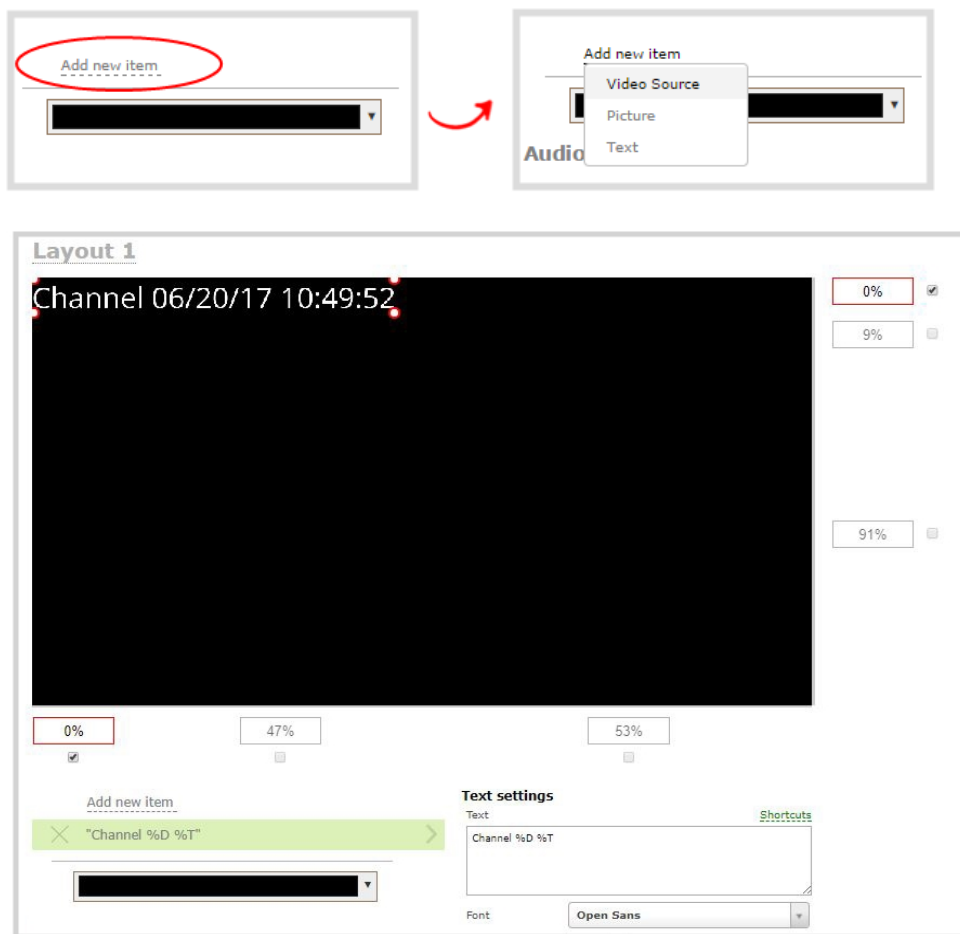 Add new item
Add new item
Video Source
Picture
Text
Audio
Layout 1
Channel 06/20/17 10:49:52
0%
9%
91%
0%
47%
53%
Add new item
"Channel %D %T"
Text settings
Text
Shortcuts
Channel %D %T
Font
Open Sans